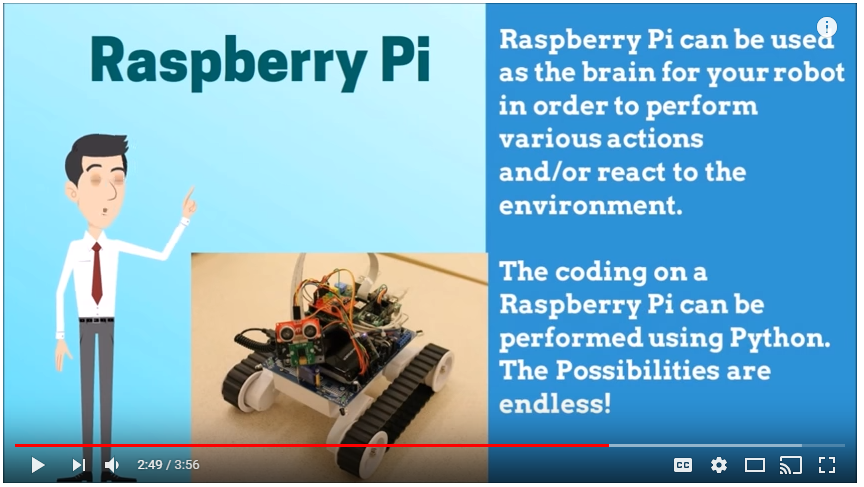 Raspberry Pi
Raspberry Pi can be used
as the brain for your robot
in order to perform
various actions
and/or react to the
environment.
The coding on a
Raspberry Pi can be
performed using Python.
The Possibilities are
endless!
2:49 / 3:56
CC